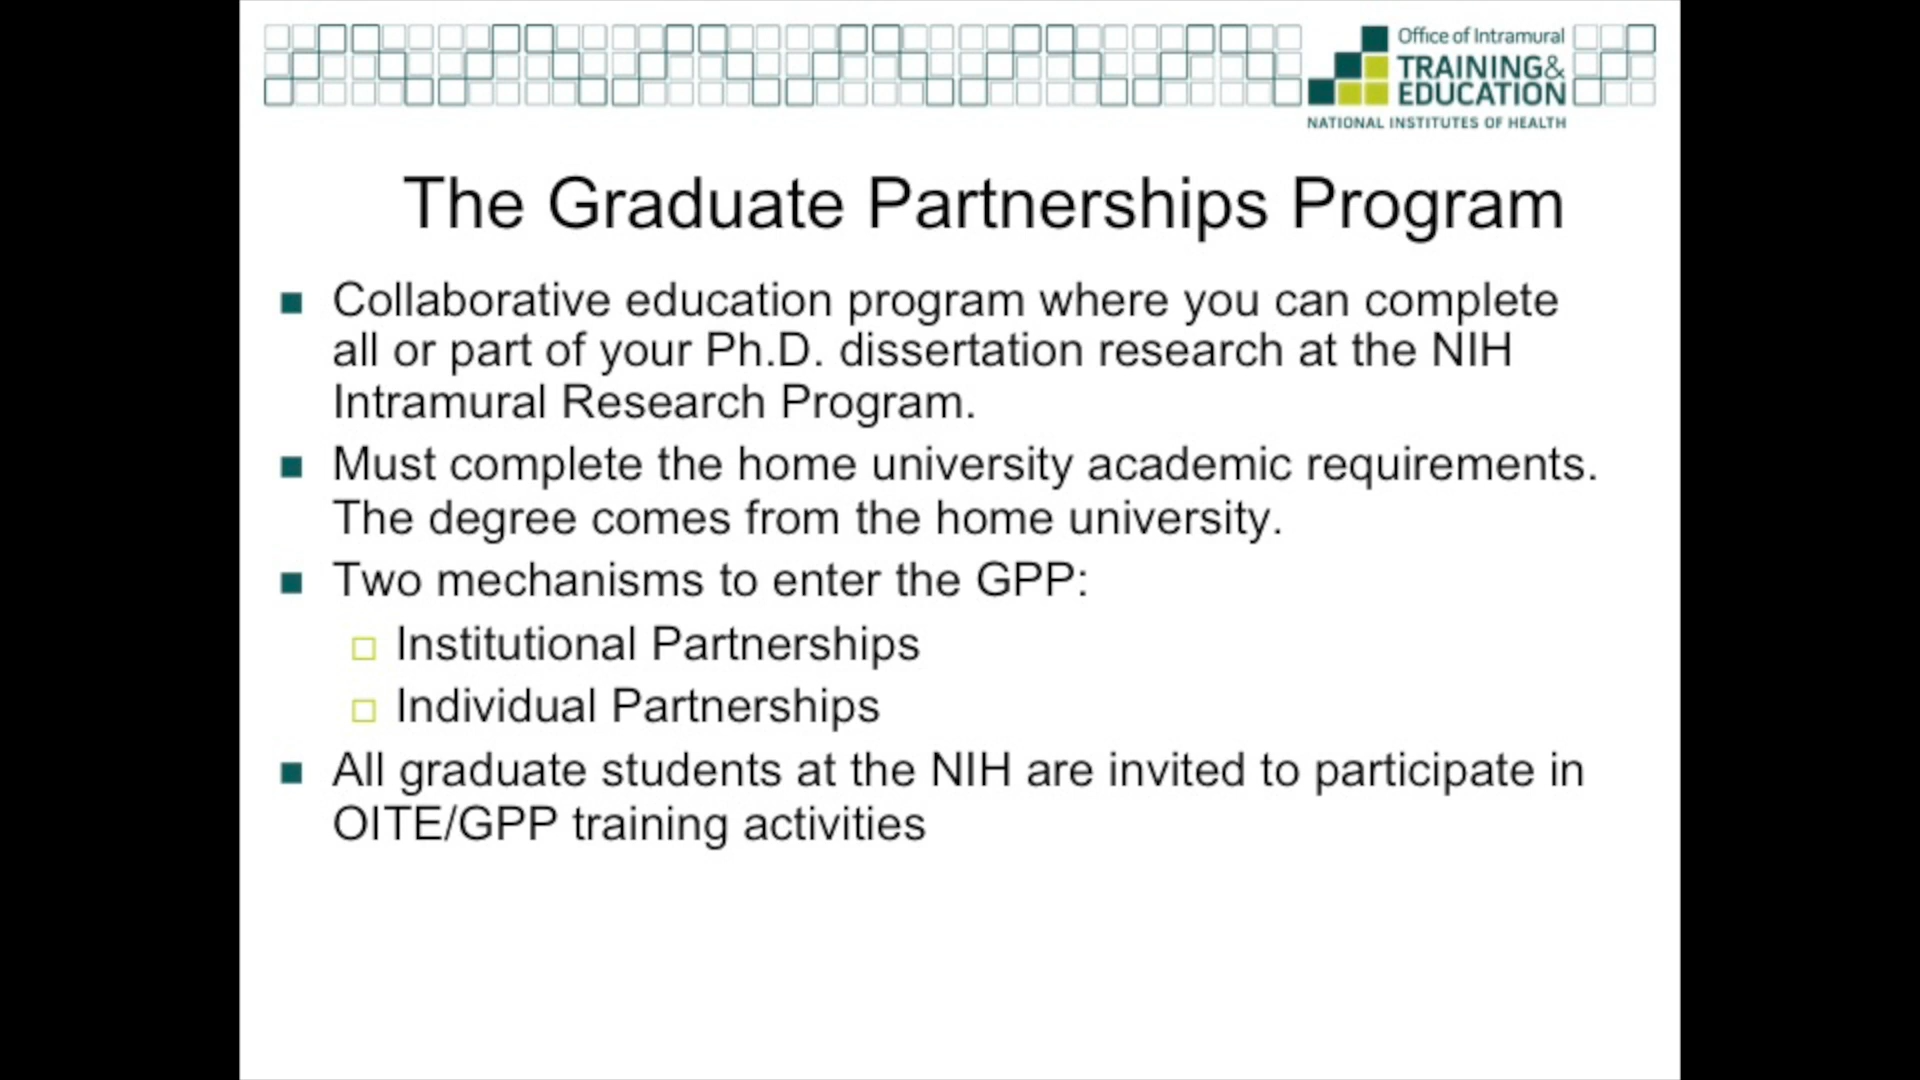 Office of Intramural
TRAINING&
EDUCATION
NATIONAL INSTITUTES OF HEALTH
The Graduate Partnerships Program
Collaborative education program where you can complete
all or part of your Ph.D. dissertation research at the NIH
Intramural Research Program.
Must complete the home university academic requirements.
The degree comes from the home university.
Two mechanisms to enter the GPP:
Institutional Partnerships
Individual Partnerships
All graduate students at the NIH are invited to participate in
OITE/GPP training activities